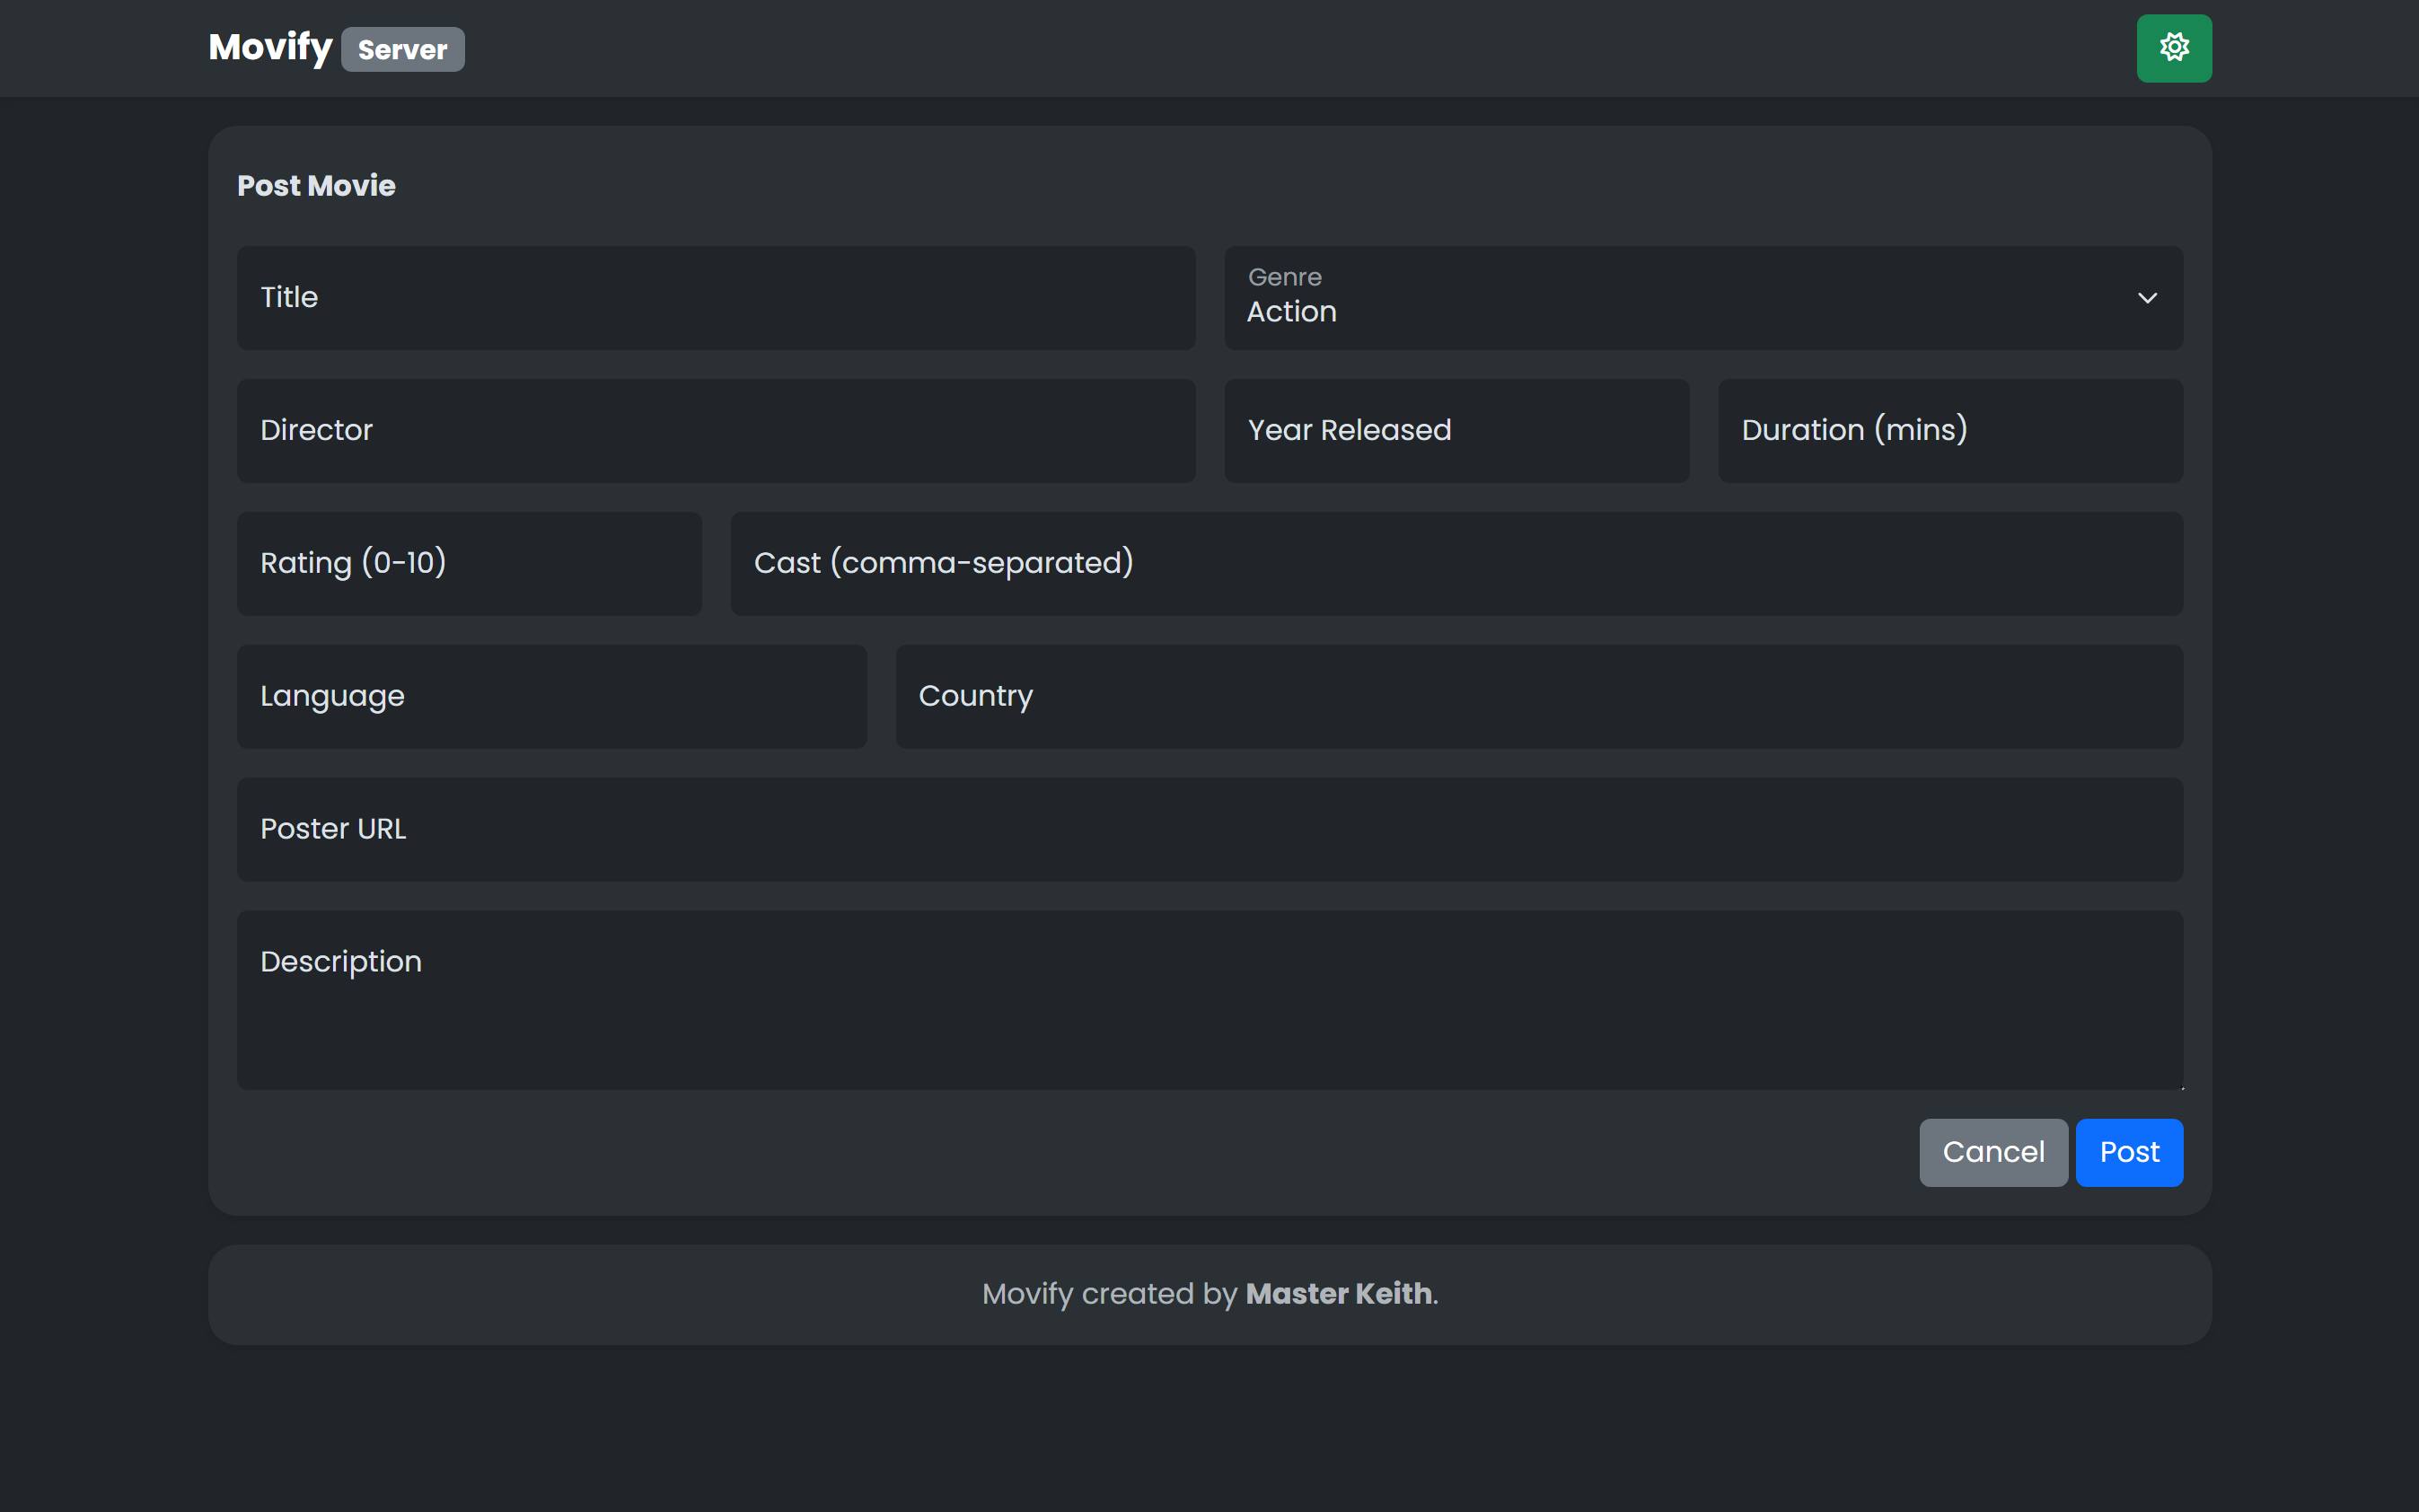 Movify Server
Post Movie
Title
Genre
Action
Director
Year Released
Duration (mins)
Rating (0-10)
Cast (comma-separated)
Language
Country
Poster URL
Description
Cancel
Post
Movify created by Master Keith.